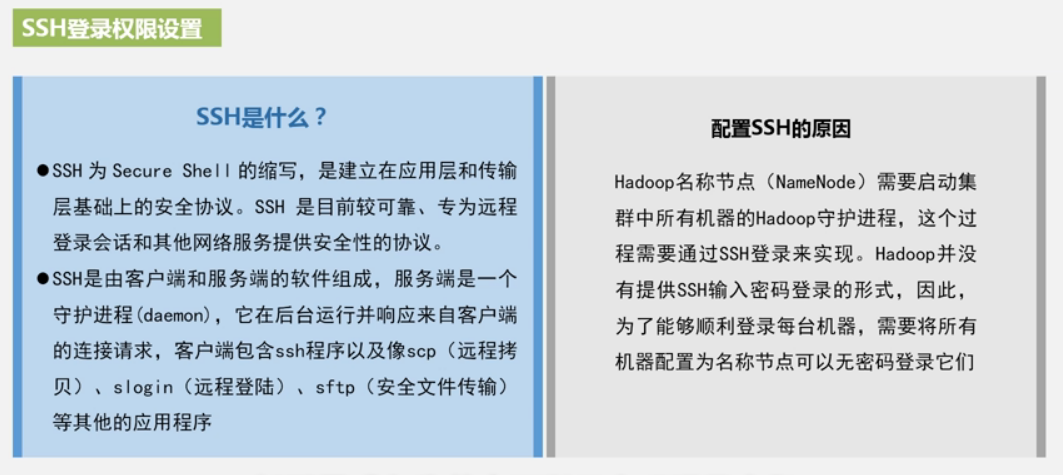 SSH登录权限设置
SSH是什么？
●SSH 为 Secure Shell 的缩写，是建立在应用层和传输
层基础上的安全协议。SSH 是目前较可靠、专为远程
登录会话和其他网络服务提供安全性的协议。
●SSH是由客户端和服务端的软件组成，服务端是一个
守护进程(daemon)，它在后台运行并响应来自客户端
的连接请求，客户端包含ssh程序以及像scp（远程拷
贝）、slogin（远程登陆）、sftp（安全文件传输）
等其他的应用程序
配置SSH的原因
Hadoop名称节点（NameNode）需要启动集
群中所有机器的Hadoop守护进程，这个过
程需要通过SSH登录来实现。Hadoop并没
有提供SSH输入密码登录的形式，因此，
为了能够顺利登录每台机器，需要将所有
机器配置为名称节点可以无密码登录它们